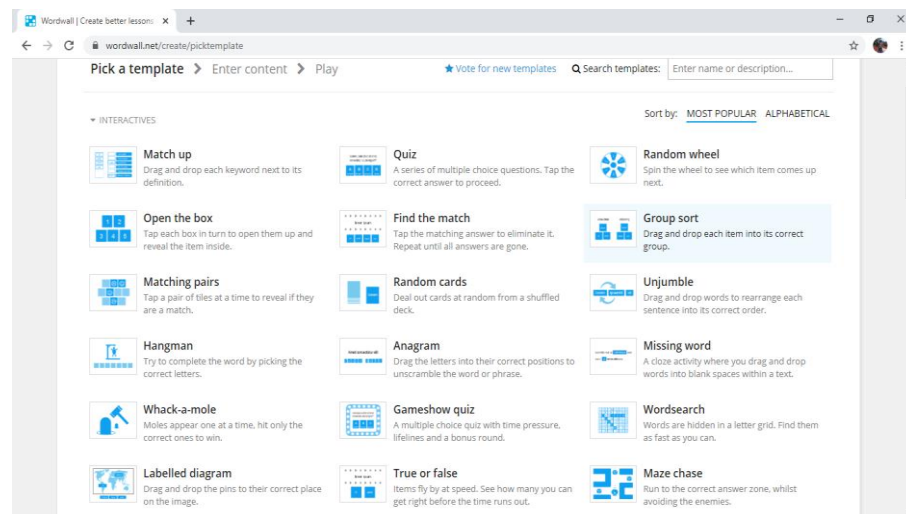 Wordwall | Create better lessons
wordwall.net/create/picktemplate
Pick a template > Enter content > Play
Vote for new templates
Search templates:
Enter name or description...
INTERACTIVES
Sort by: MOST POPULAR ALPHABETICAL
Match up
Drag and drop each keyword next to its
definition.
Quiz
A series of multiple choice questions. Tap the
correct answer to proceed.
Random wheel
Spin the wheel to see which item comes up
next.
Open the box
Tap each box in turn to open them up and
reveal the item inside.
Find the match
Tap the matching answer to eliminate it.
Repeat until all answers are gone.
Group sort
Drag and drop each item into its correct
group.
Matching pairs
Tap a pair of tiles at a time to reveal if they
are a match.
Random cards
Deal out cards at random from a shuffled
deck.
Unjumble
Drag and drop words to rearrange each
sentence into its correct order.
Hangman
Try to complete the word by picking the
correct letters.
Anagram
Drag the letters into their correct positions to
unscramble the word or phrase.
Missing word
A cloze activity where you drag and drop
words into blank spaces within a text.
Whack-a-mole
Moles appear one at a time, hit only the
correct ones to win.
Gameshow quiz
A multiple choice quiz with time pressure,
lifelines and a bonus round.
Wordsearch
Words are hidden in a letter grid. Find them
as fast as you can.
Labelled diagram
Drag and drop the pins to their correct place
on the image.
True or false
Items fly by at speed. See how many you can
get right before the time runs out.
Maze chase
Run to the correct answer zone, whilst
avoiding the enemies.